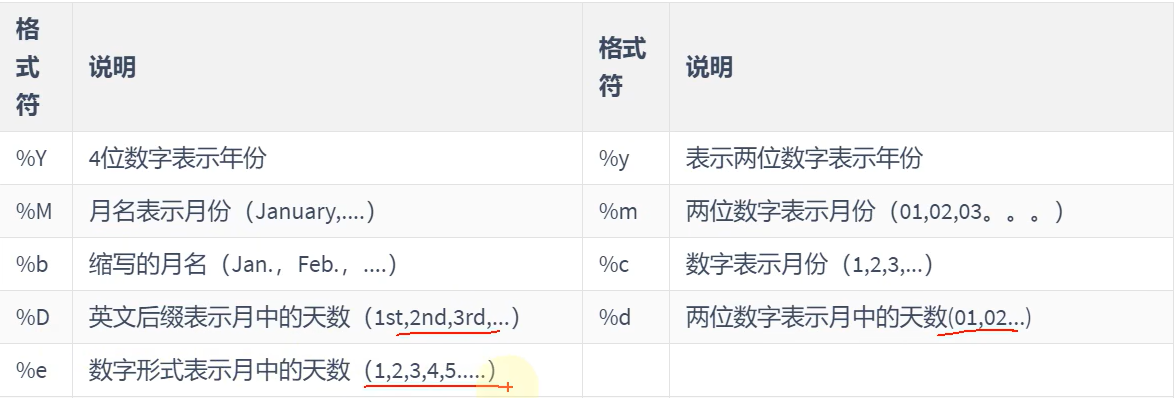 格式符 说明 格式符 说明
%Y 4位数字表示年份 %y 表示两位数字表示年份
%M 月名表示月份（January,....） %m 两位数字表示月份（01,02,03。。。）
%b 缩写的月名（Jan.，Feb.，....） %c 数字表示月份（1,2,3,...）
%D 英文后缀表示月中的天数（1st,2nd,3rd,...） %d 两位数字表示月中的天数(01,02...)
%e 数字形式表示月中的天数（1,2,3,4,5.....）